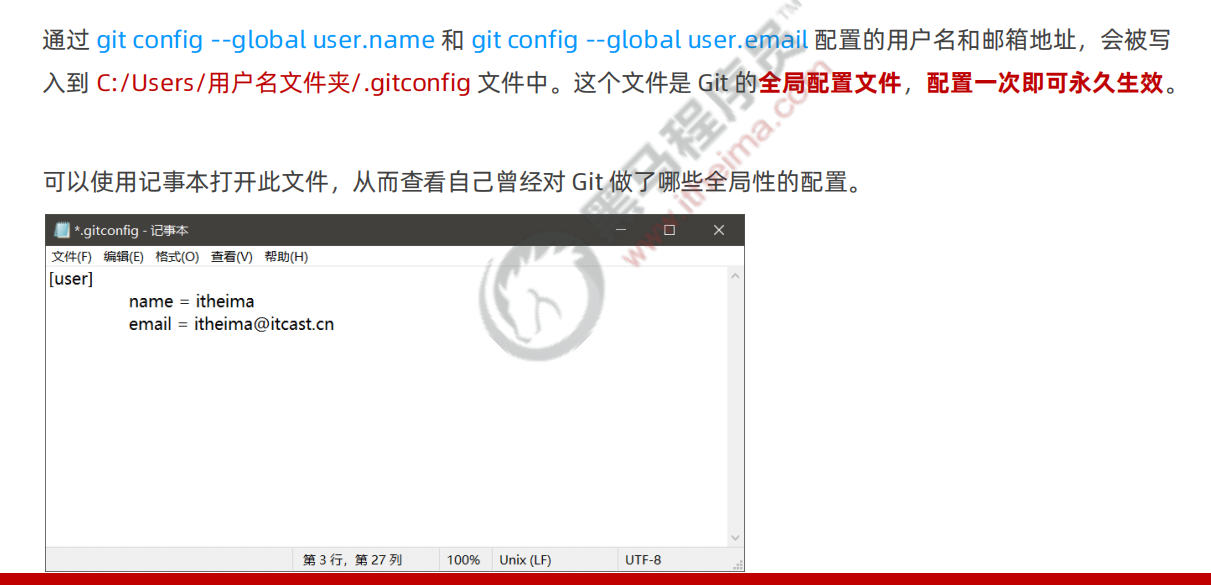 通过 git config --global user.name 和 git config --global user.email 配置的用户名和邮箱地址，会被写
入到 C:/Users/用户名文件夹/.gitconfig 文件中。这个文件是 Git 的全局配置文件，配置一次即可永久生效。
可以使用记事本打开此文件，从而查看自己曾经对 Git 做了哪些全局性的配置。
*.gitconfig - 记事本
文件(F) 编辑(E) 格式(O) 查看(V) 帮助(H)
[user]
name = itheima
email = itheima@itcast.cn
第 3 行，第 27 列 100% Unix (LF) UTF-8
黑马程序员™
www.itheima.com